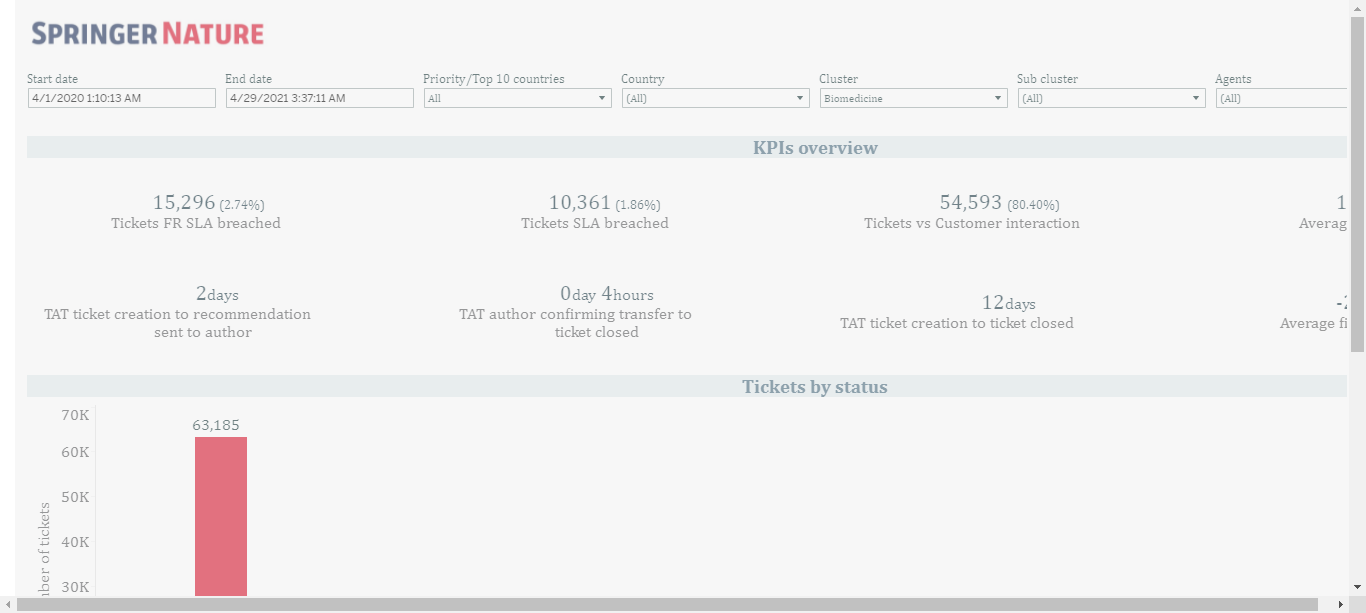 SPRINGER NATURE
Start date End date Priority/Top 10 countries Country Cluster Sub cluster Agents
4/1/2020 1:10:13 AM 4/29/2021 3:37:11 AM All (All) Biomedicine (All) (All)
KPIs overview
15,296 (2.74%) 10,361 (1.86%) 54,593 (80.40%) 1
Tickets FR SLA breached Tickets SLA breached Tickets vs Customer interaction Averag
2days 0day 4hours 12days
TAT ticket creation to recommendation TAT author confirming transfer to TAT ticket creation to ticket closed Average fi
sent to author ticket closed
Tickets by status
70K
63,185
60K
50K
40K
30K
mber of tickets